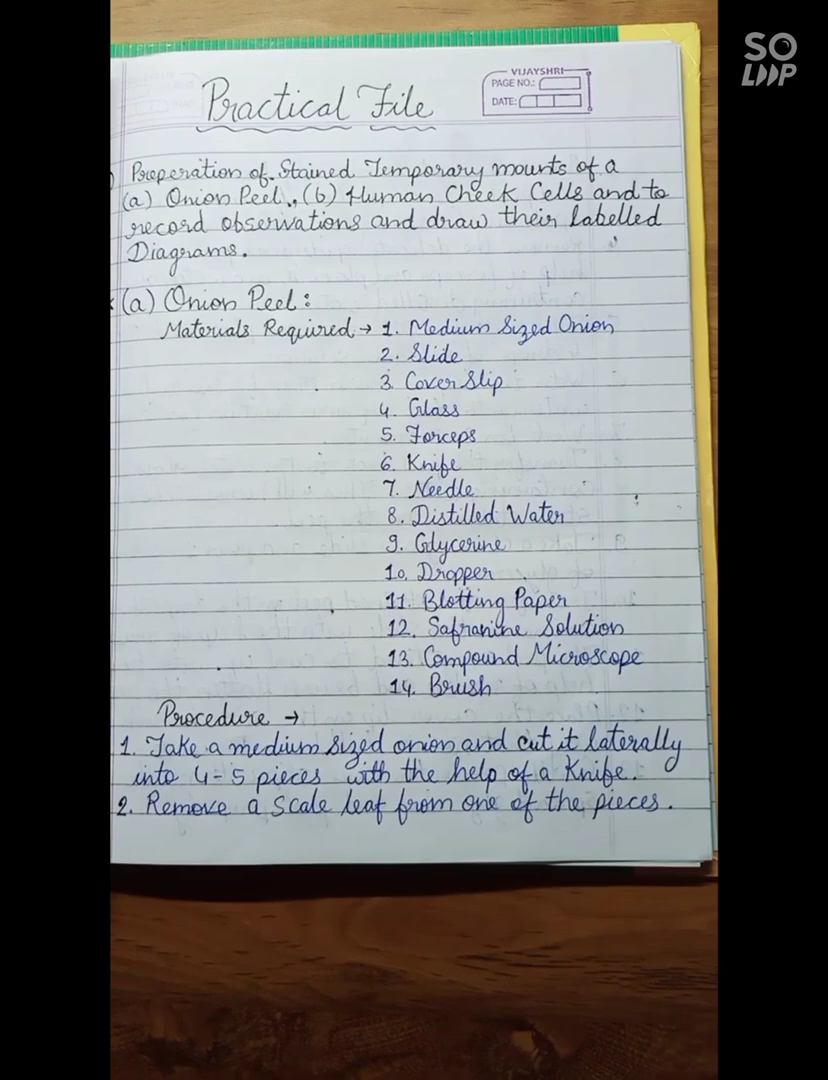 SO
LOOP
VIJAYSHRI
PAGE NO.:
DATE:
Practical File
Preperation of Stained Temporary mounts of a
(a) Onion Peel, (b) Human Cheek Cells and to
record observations and draw their labelled
Diagrams.
(a) Onion Peel :
Materials Required → 1. Medium Sized Onion
2. Slide
3. Cover Slip
4. Glass
5. Forceps
6. Knife
7. Needle
8. Distilled Water
9. Glycerine
10. Dropper
11. Blotting Paper
12. Safranine Solution
13. Compound Microscope
14. Brush
Procedure →
1. Take a medium sized onion and cut it laterally
into 4-5 pieces with the help of a Knife.
2. Remove a scale leaf from one of the pieces.